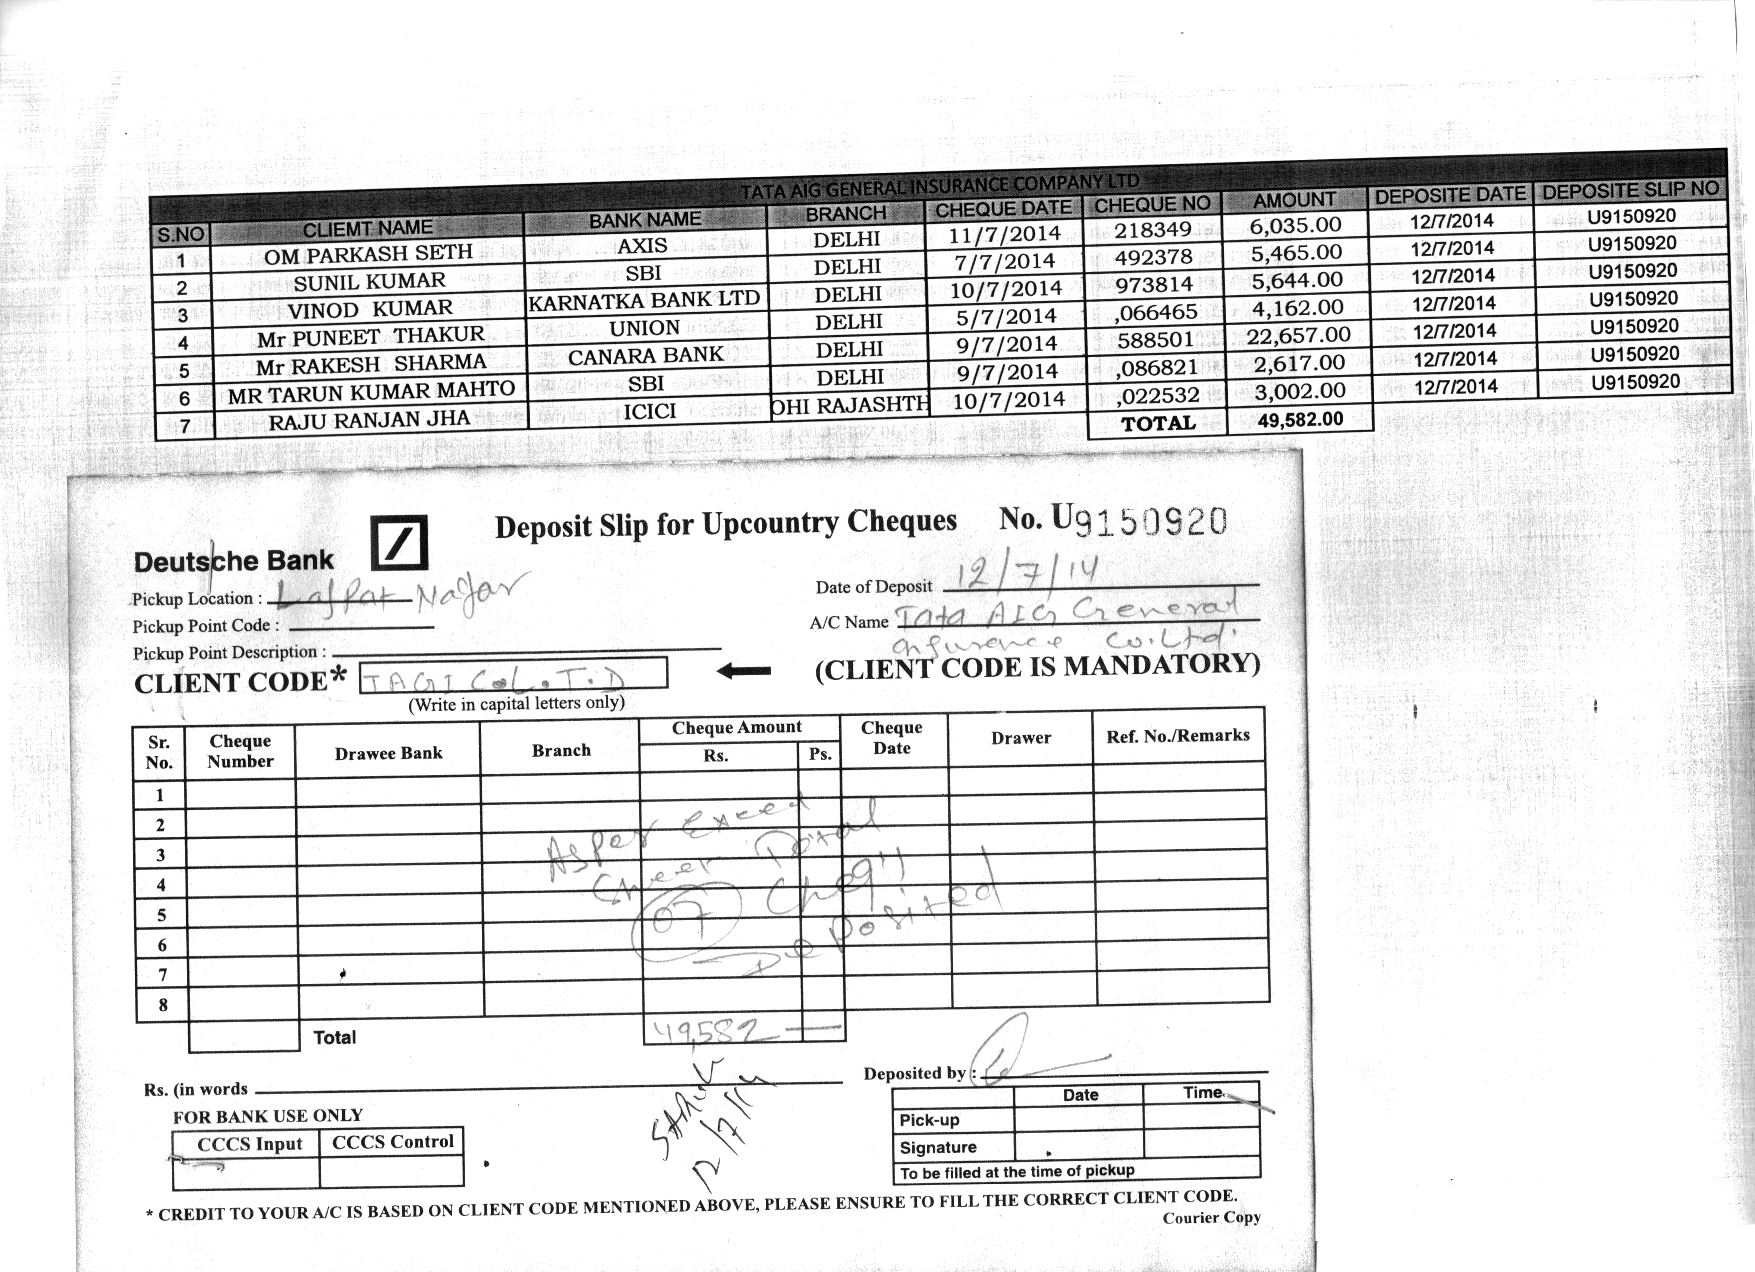 TATA AIG GENERAL INSURANCE COMPANY LTD
S.NO CLIEMT NAME BANK NAME BRANCH CHEQUE DATE CHEQUE NO AMOUNT DEPOSITE DATE DEPOSITE SLIP NO
1 OM PARKASH SETH AXIS DELHI 11/7/2014 218349 6,035.00 12/7/2014 U9150920
2 SUNIL KUMAR SBI DELHI 7/7/2014 492378 5,465.00 12/7/2014 U9150920
3 VINOD KUMAR KARNATKA BANK LTD DELHI 10/7/2014 973814 5,644.00 12/7/2014 U9150920
4 Mr PUNEET THAKUR UNION DELHI 5/7/2014 ,066465 4,162.00 12/7/2014 U9150920
5 Mr RAKESH SHARMA CANARA BANK DELHI 9/7/2014 588501 22,657.00 12/7/2014 U9150920
6 MR TARUN KUMAR MAHTO SBI DELHI 9/7/2014 ,086821 2,617.00 12/7/2014 U9150920
7 RAJU RANJAN JHA ICICI OHI RAJASHTH 10/7/2014 ,022532 3,002.00 12/7/2014 U9150920
TOTAL 49,582.00
Deutsche Bank Deposit Slip for Upcountry Cheques No. U9150920
Pickup Location : Lajpat Nagar Date of Deposit 12/7/14
Pickup Point Code : A/C Name Tata AIG General
Pickup Point Description : Insurance Co. Ltd.
CLIENT CODE* TAGI Co L.T.D (CLIENT CODE IS MANDATORY)
(Write in capital letters only)
Sr. No. Cheque Number Drawee Bank Branch Cheque Amount Rs. Ps. Cheque Date Drawer Ref. No./Remarks
1
2
3
4
5
6
7
8
As per Excel
Sheet Total
07 Chq"
Deposited
Total 49,582 —
Rs. (in words Deposited by :
12/7/14
FOR BANK USE ONLY
CCCS Input CCCS Control
Date Time
Pick-up
Signature
To be filled at the time of pickup
* CREDIT TO YOUR A/C IS BASED ON CLIENT CODE MENTIONED ABOVE, PLEASE ENSURE TO FILL THE CORRECT CLIENT CODE.
Courier Copy